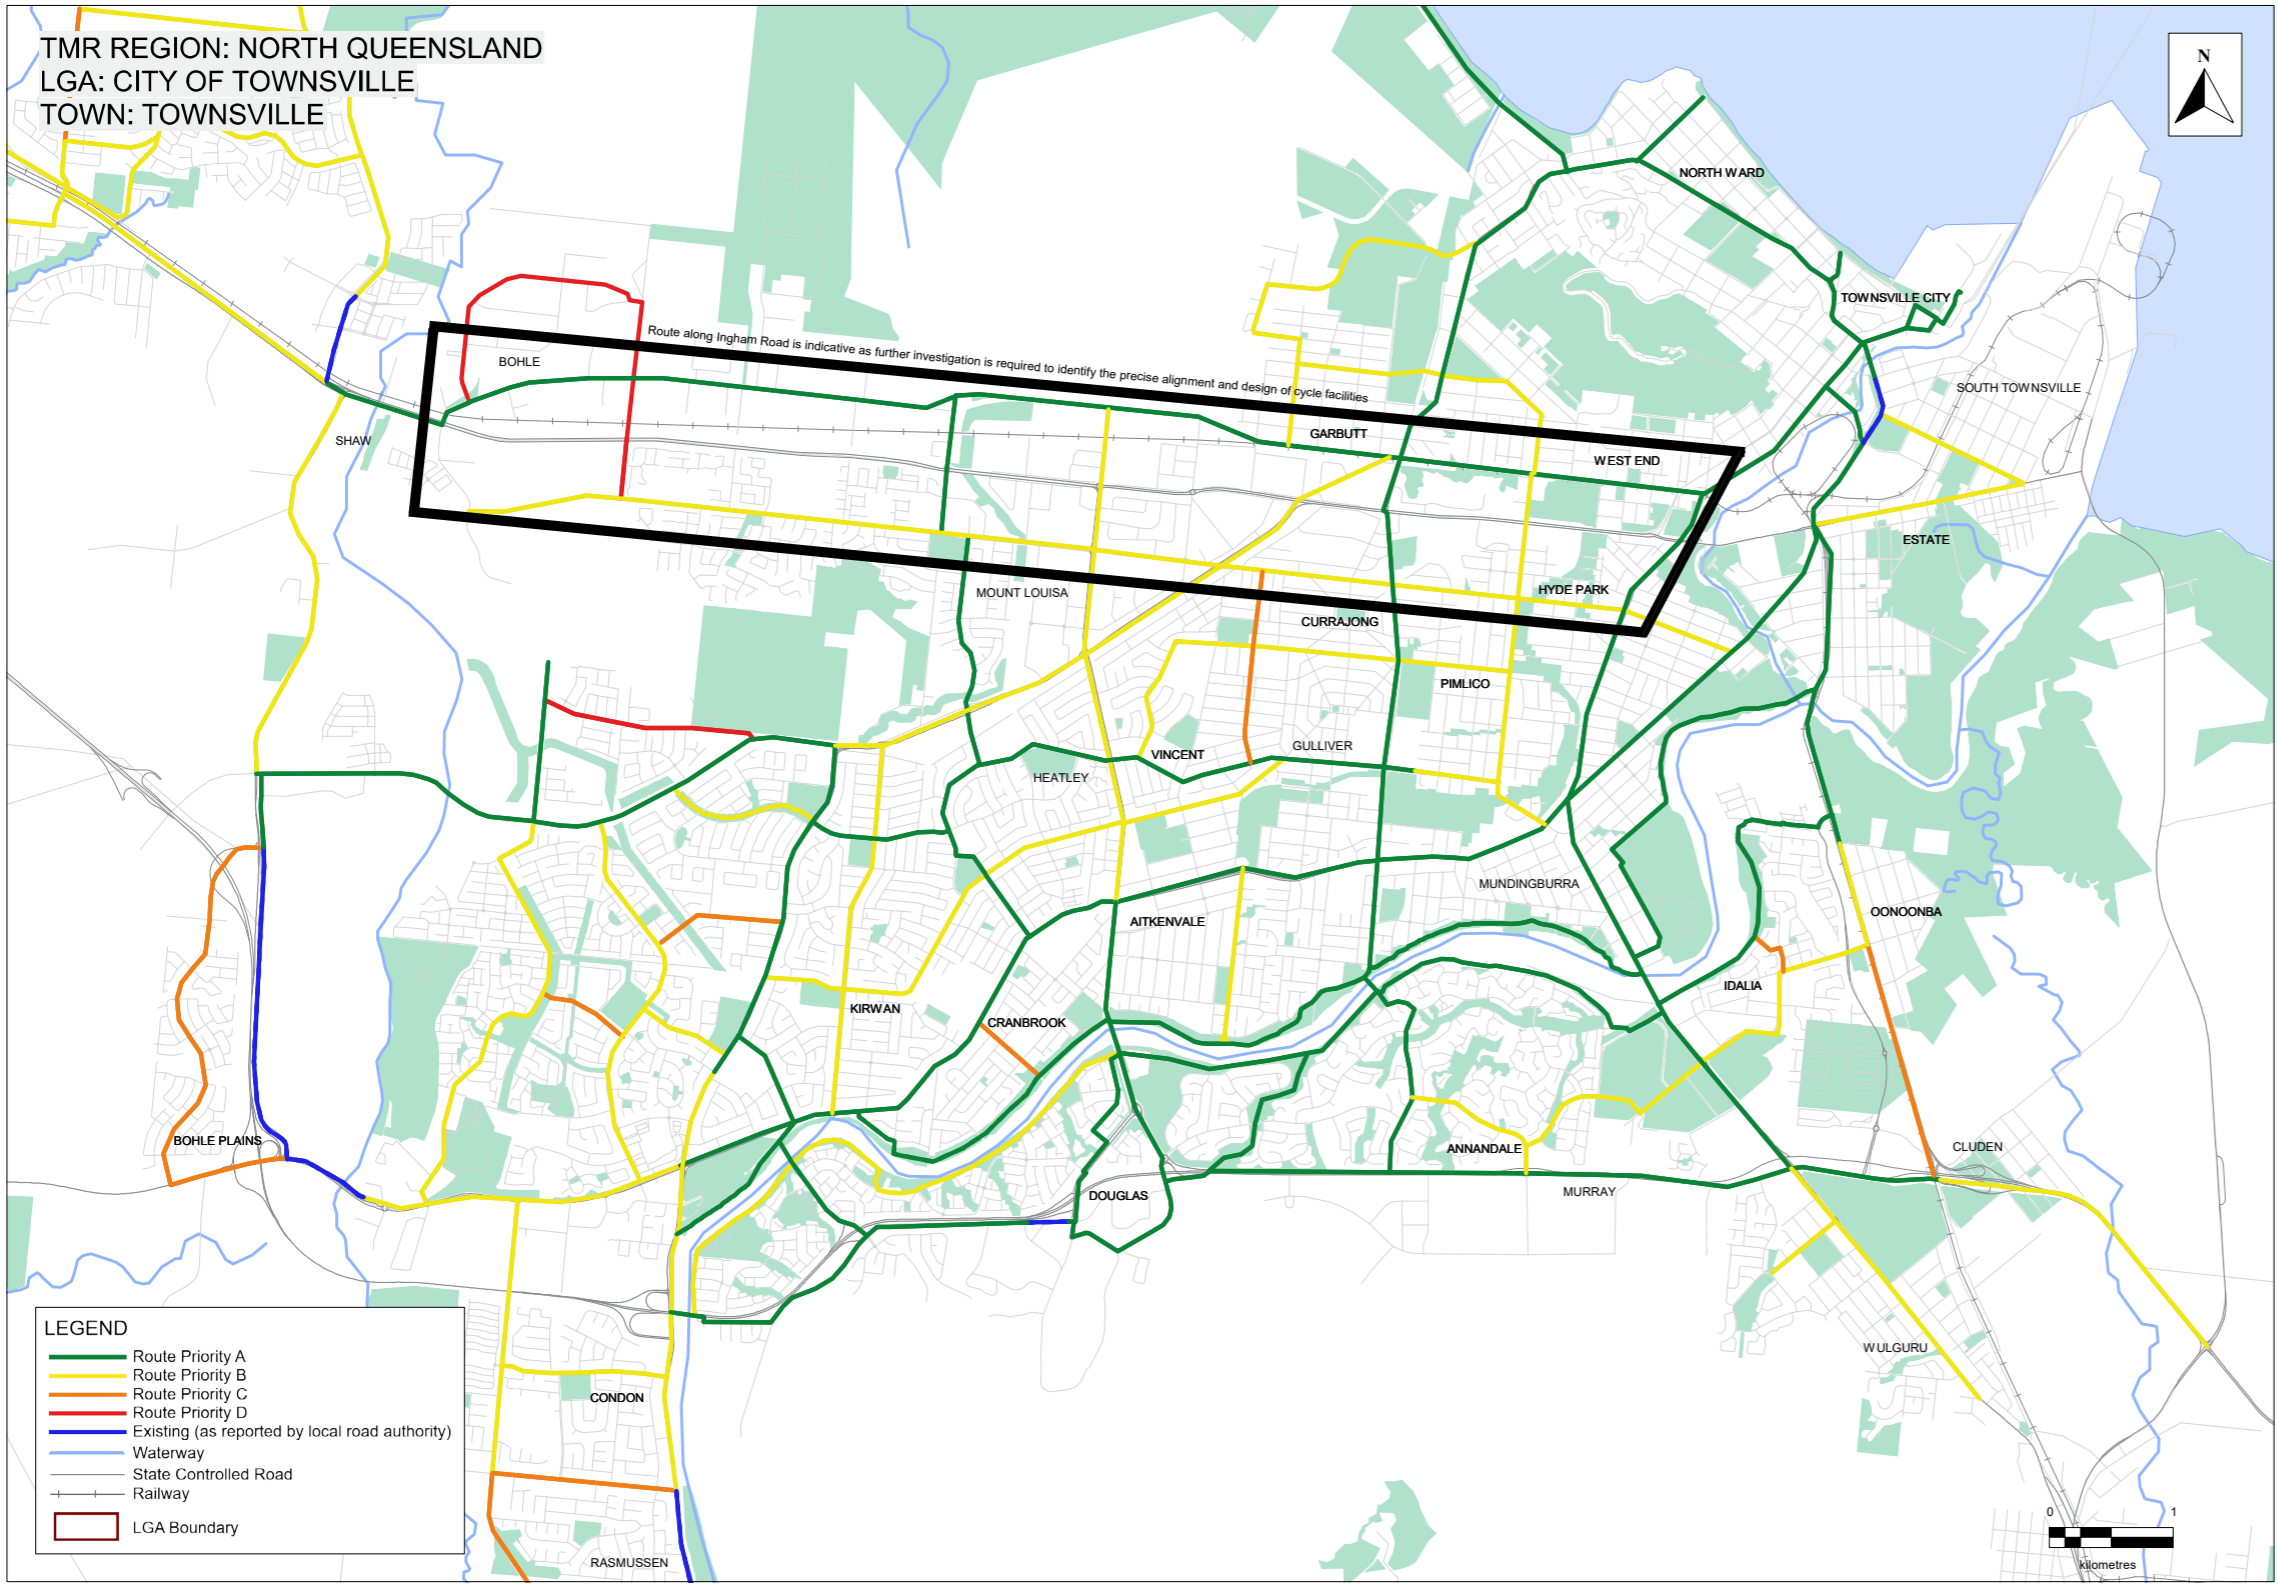 TMR REGION: NORTH QUEENSLAND
LGA: CITY OF TOWNSVILLE
TOWN: TOWNSVILLE
N
NORTH WARD
TOWNSVILLE CITY
Route along Ingham Road is indicative as further investigation is required to identify the precise alignment and design of cycle facilities
BOHLE
SOUTH TOWNSVILLE
SHAW
GARBUTT
WEST END
ESTATE
MOUNT LOUISA
HYDE PARK
CURRAJONG
PIMLICO
VINCENT
GULLIVER
HEATLEY
MUNDINGBURRA
AITKENVALE
OONOONBA
IDALIA
KIRWAN
CRANBROOK
BOHLE PLAINS
ANNANDALE
CLUDEN
DOUGLAS
MURRAY
WULGURU
CONDON
RASMUSSEN
LEGEND
Route Priority A
Route Priority B
Route Priority C
Route Priority D
Existing (as reported by local road authority)
Waterway
State Controlled Road
Railway
LGA Boundary
0 1
kilometres